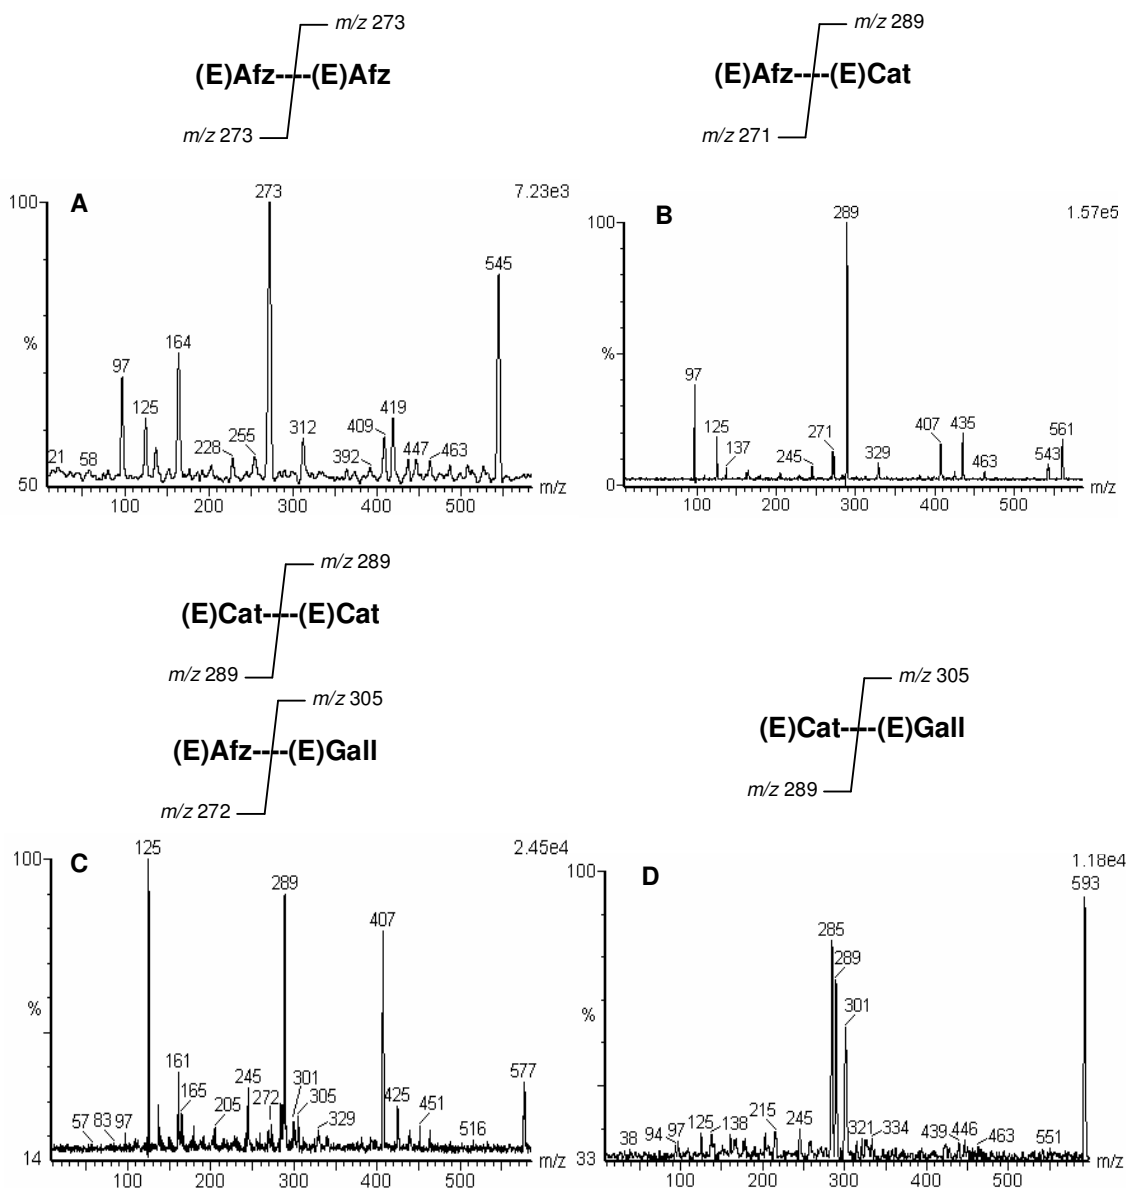 m/z 273
(E)Afz----(E)Afz
m/z 273
m/z 289
(E)Afz----(E)Cat
m/z 271
A
7.23e3
100
%
50
273
545
164
97
125
419
409
312
255
228
447
463
392
21
58
100 200 300 400 500 m/z
B
1.57e5
100
%
0
289
97
125
137
245
271
329
407
435
463
543
561
100 200 300 400 500 m/z
m/z 289
(E)Cat----(E)Cat
m/z 289
m/z 305
(E)Afz----(E)Gall
m/z 272
m/z 305
(E)Cat----(E)Gall
m/z 289
C
2.45e4
100
%
14
125
289
407
577
161
165
245
272
301
305
205
329
425
451
516
57
83
97
100 200 300 400 500 m/z
D
1.18e4
593
100
%
33
285
289
301
38
94
97
125
138
215
245
321
334
439
446
463
551
100 200 300 400 500 m/z